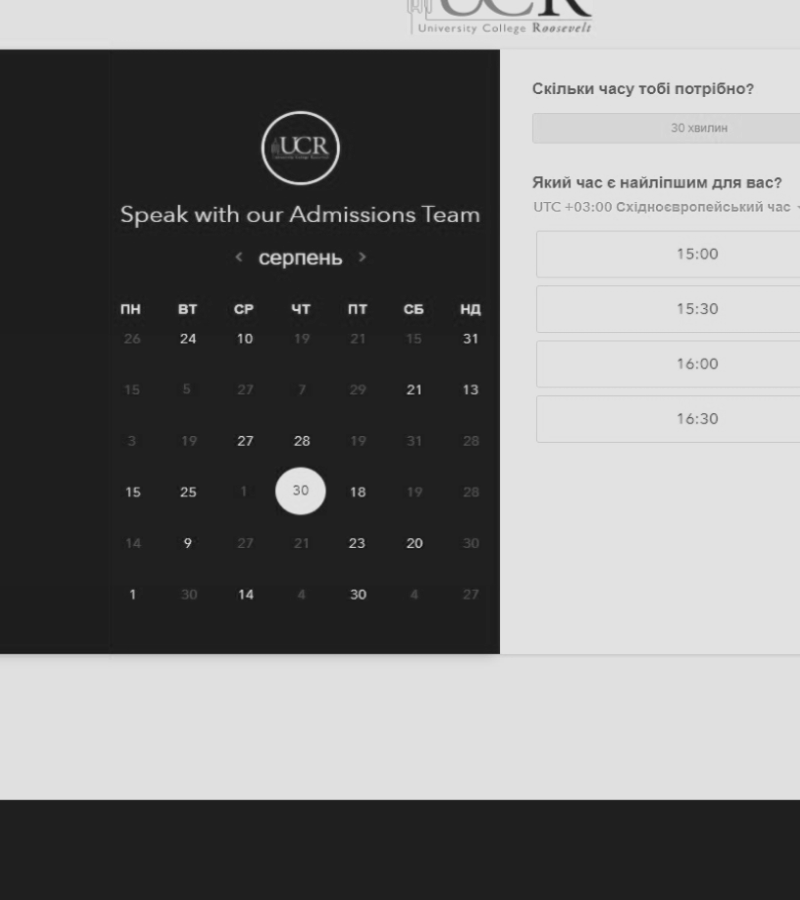 UCR
University College Roosevelt
UCR
Speak with our Admissions Team
< серпень >
ПН ВТ СР ЧТ ПТ СБ НД
26 24 10 19 21 15 31
15 5 27 7 29 21 13
3 19 27 28 19 31 28
15 25 1 30 18 19 28
14 9 27 21 23 20 30
1 30 14 4 30 4 27
Скільки часу тобі потрібно?
30 хвилин
Який час є найліпшим для вас?
UTC +03:00 Східноєвропейський час
15:00
15:30
16:00
16:30